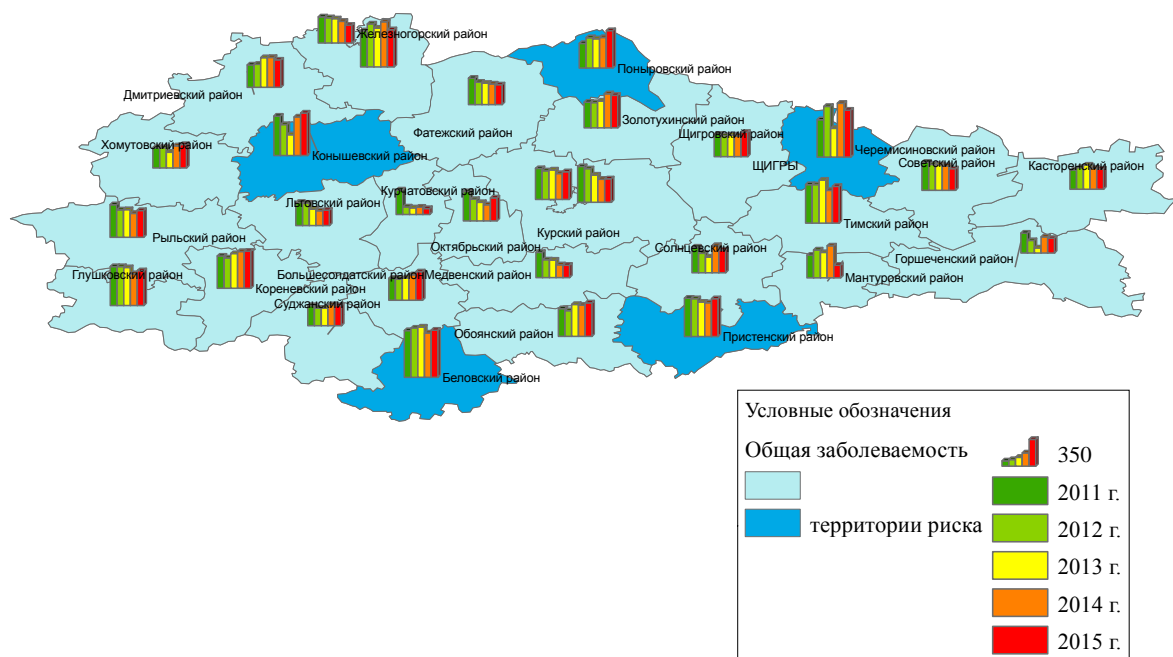 Железногорский район
Поныровский район
Дмитриевский район
Золотухинский район
Фатежский район
Щигровский район
Хомутовский район
Конышевский район
Черемисиновский район
ЩИГРЫ
Советский район
Касторенский район
Курчатовский район
Льговский район
Тимский район
Рыльский район
Октябрьский район
Курский район
Солнцевский район
Горшеченский район
Глушковский район
Большесолдатский район
Медвенский район
Мантуровский район
Кореневский район
Суджанский район
Обоянский район
Пристенский район
Беловский район
Условные обозначения
Общая заболеваемость
350
2011 г.
территории риска
2012 г.
2013 г.
2014 г.
2015 г.